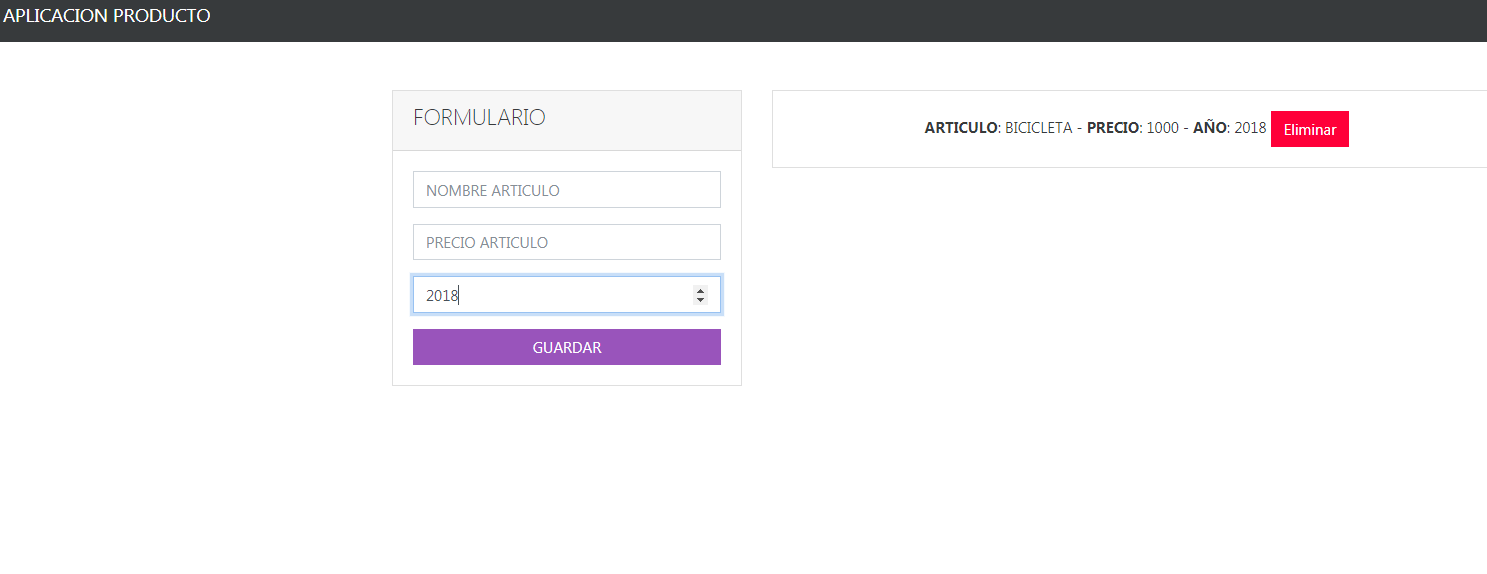 APLICACION PRODUCTO
FORMULARIO
NOMBRE ARTICULO
PRECIO ARTICULO
2018
GUARDAR
ARTICULO: BICICLETA - PRECIO: 1000 - AÑO: 2018 Eliminar